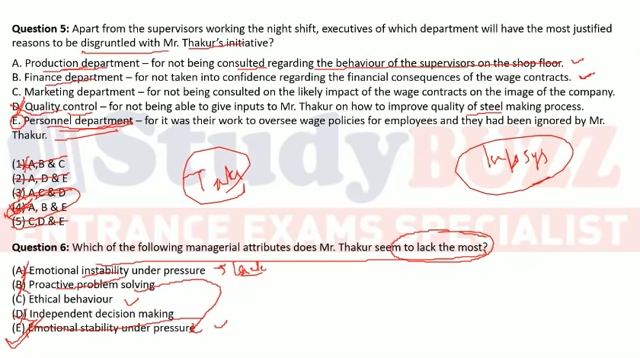 Question 5: Apart from the supervisors working the night shift, executives of which department will have the most justified
reasons to be disgruntled with Mr. Thakur's initiative?
A. Production department – for not being consulted regarding the behaviour of the supervisors on the shop floor.
B. Finance department – for not taken into confidence regarding the financial consequences of the wage contracts.
C. Marketing department - for not being consulted on the likely impact of the wage contracts on the image of the company.
D. Quality control – for not being able to give inputs to Mr. Thakur on how to improve quality of steel making process.
E. Personnel department – for it was their work to oversee wage policies for employees and they had been ignored by Mr.
Thakur.
(1) A,B & C
(2) A, D & E
(3) A,C & D
(4) A, B & E
(5) C,D & E
Infosys
StudyBuzz
ENTRANCE EXAMS SPECIALIST
Question 6: Which of the following managerial attributes does Mr. Thakur seem to lack the most?
(A) Emotional instability under pressure
lack
(B) Proactive problem solving
(C) Ethical behaviour
(D) Independent decision making
(E) Emotional stability under pressure